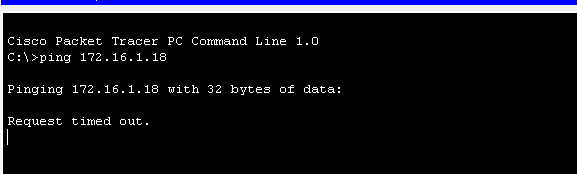 Cisco Packet Tracer PC Command Line 1.0
C:\>ping 172.16.1.18
Pinging 172.16.1.18 with 32 bytes of data:
Request timed out.